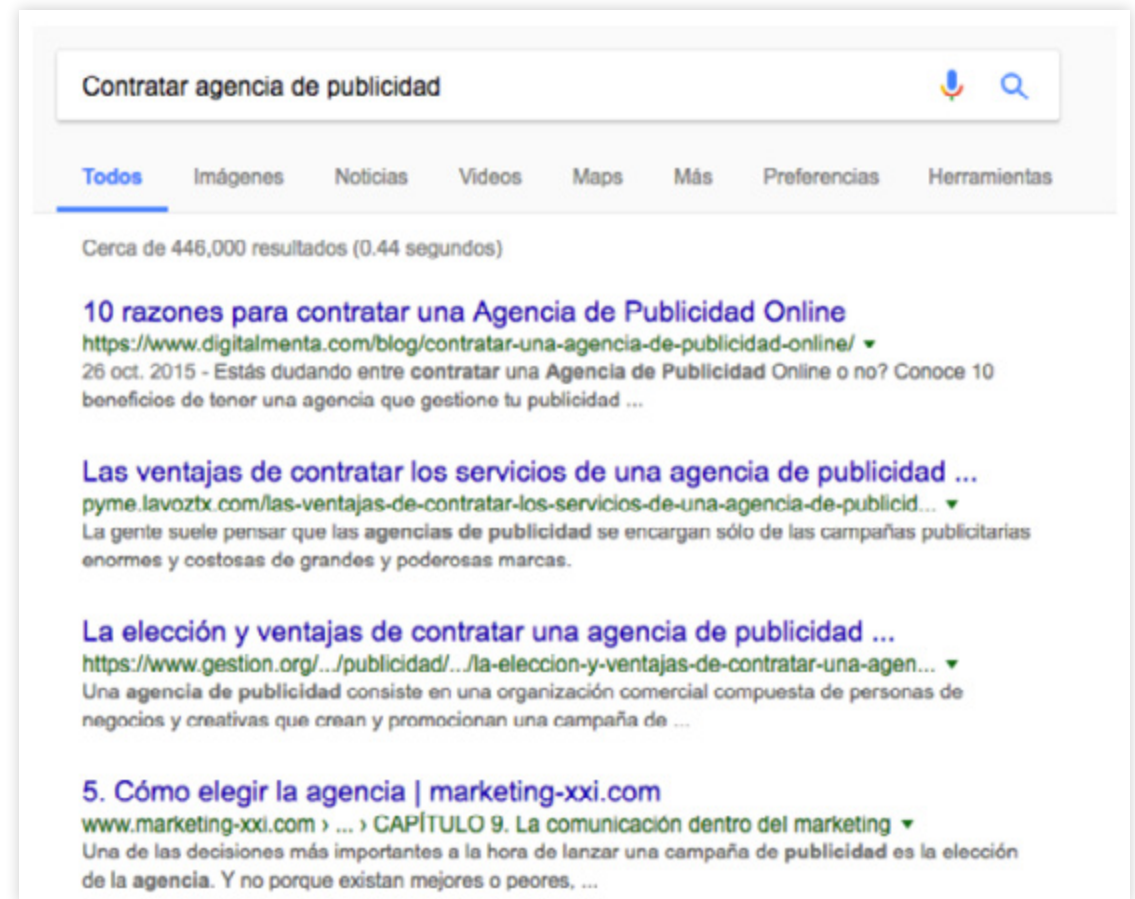 Contratar agencia de publicidad
Todos Imágenes Noticias Videos Maps Más Preferencias Herramientas
Cerca de 446,000 resultados (0.44 segundos)
10 razones para contratar una Agencia de Publicidad Online
https://www.digitalmenta.com/blog/contratar-una-agencia-de-publicidad-online/
26 oct. 2015 - Estás dudando entre contratar una Agencia de Publicidad Online o no? Conoce 10
beneficios de tener una agencia que gestione tu publicidad ...
Las ventajas de contratar los servicios de una agencia de publicidad ...
pyme.lavoztx.com/las-ventajas-de-contratar-los-servicios-de-una-agencia-de-publicid...
La gente suele pensar que las agencias de publicidad se encargan sólo de las campañas publicitarias
enormes y costosas de grandes y poderosas marcas.
La elección y ventajas de contratar una agencia de publicidad ...
https://www.gestion.org/.../publicidad/.../la-eleccion-y-ventajas-de-contratar-una-agen...
Una agencia de publicidad consiste en una organización comercial compuesta de personas de
negocios y creativas que crean y promocionan una campaña de ...
5. Cómo elegir la agencia | marketing-xxi.com
www.marketing-xxi.com › ... › CAPÍTULO 9. La comunicación dentro del marketing
Una de las decisiones más importantes a la hora de lanzar una campaña de publicidad es la elección
de la agencia. Y no porque existan mejores o peores, ...